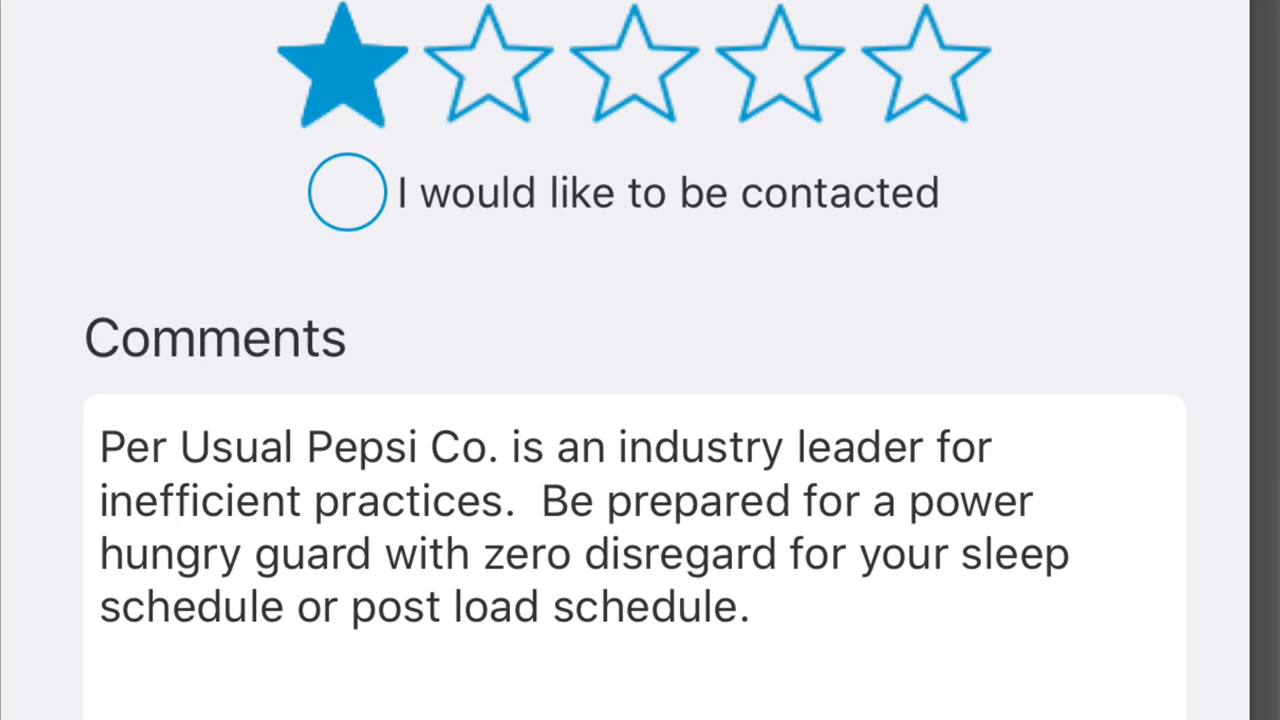 I would like to be contacted
Comments
Per Usual Pepsi Co. is an industry leader for
inefficient practices.  Be prepared for a power
hungry guard with zero disregard for your sleep
schedule or post load schedule.